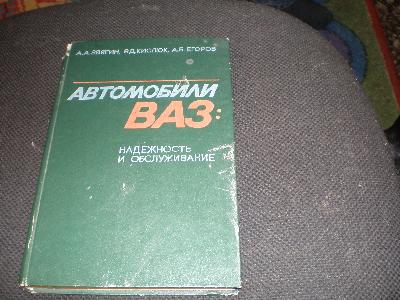 А.А.ЗВЯГИН, Р.Д.КИСЛЮК, А.Б.ЕГОРОВ
АВТОМОБИЛИ
ВАЗ:
НАДЕЖНОСТЬ
И ОБСЛУЖИВАНИЕ